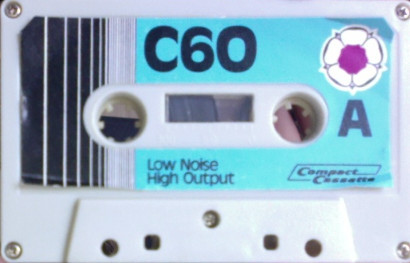 C60
A
Low Noise
High Output
Compact
Cassette